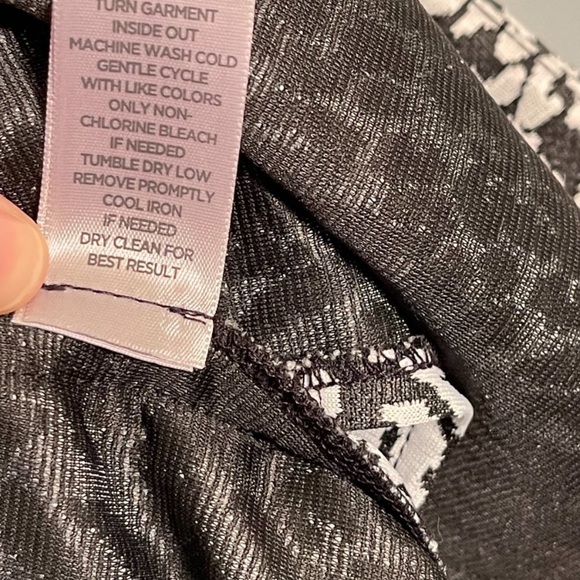 TURN GARMENT
INSIDE OUT
MACHINE WASH COLD
GENTLE CYCLE
WITH LIKE COLORS
ONLY NON-
CHLORINE BLEACH
IF NEEDED
TUMBLE DRY LOW
REMOVE PROMPTLY
COOL IRON
IF NEEDED
DRY CLEAN FOR
BEST RESULT